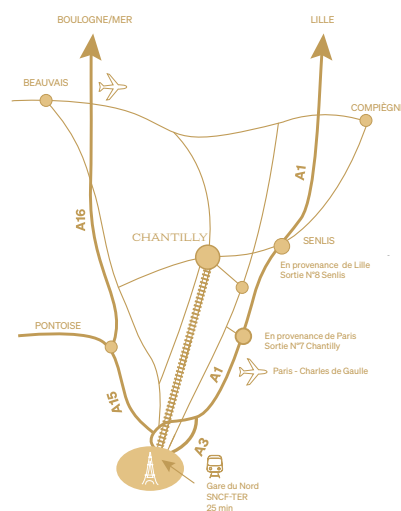 BOULOGNE/MER
LILLE
BEAUVAIS
COMPIÈGN
A1
A16
CHANTILLY
SENLIS
En provenance de Lille
Sortie N°8 Senlis
PONTOISE
En provenance de Paris
Sortie N°7 Chantilly
Paris - Charles de Gaulle
A1
A15
A3
Gare du Nord
SNCF-TER
25 min